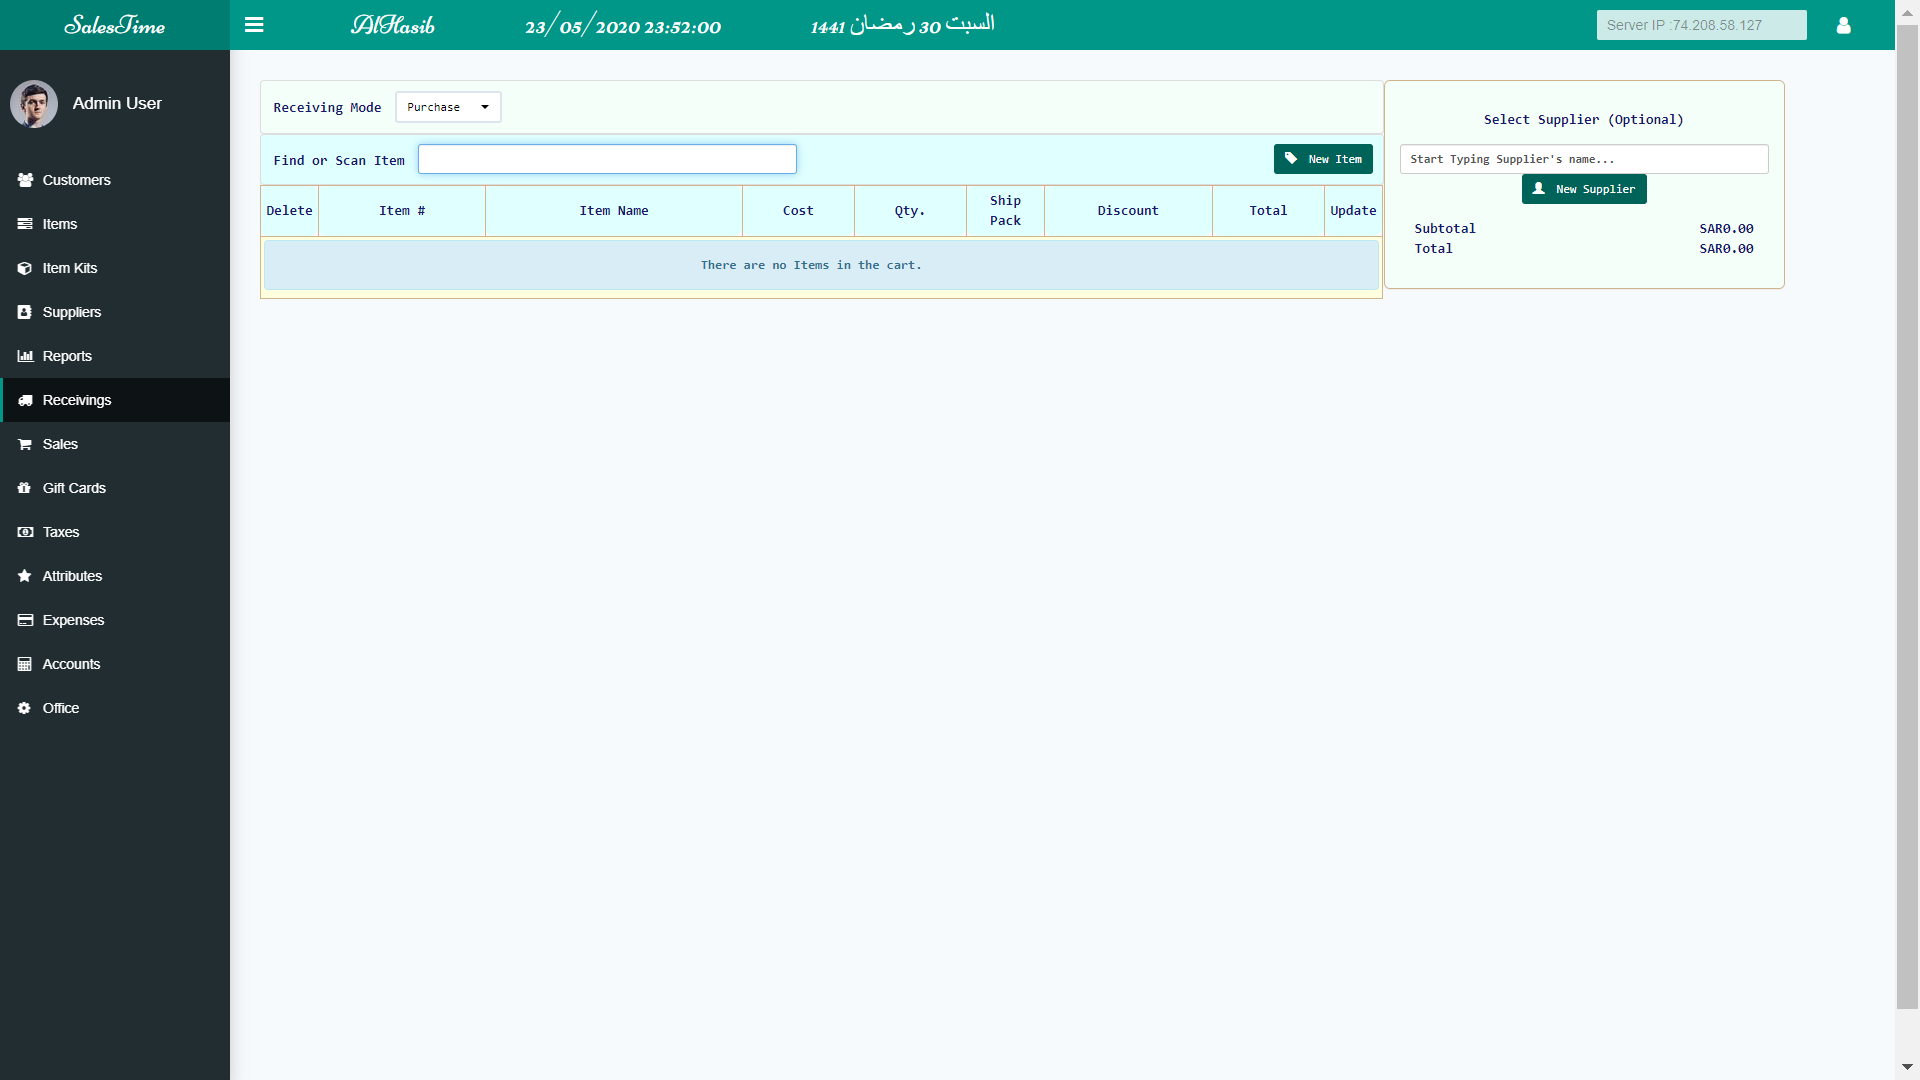 SalesTime
AlHasib
23/05/2020 23:52:00
السبت 30 رمضان 1441
Server IP :74.208.58.127
Admin User
Customers
Items
Item Kits
Suppliers
Reports
Receivings
Sales
Gift Cards
Taxes
Attributes
Expenses
Accounts
Office
Receiving Mode Purchase
Find or Scan Item New Item
Delete Item # Item Name Cost Qty. Ship Pack Discount Total Update
There are no Items in the cart.
Select Supplier (Optional)
Start Typing Supplier's name...
New Supplier
Subtotal SAR0.00
Total SAR0.00